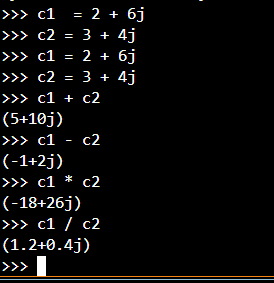 >>> c1  = 2 + 6j
>>> c2 = 3 + 4j
>>> c1 = 2 + 6j
>>> c2 = 3 + 4j
>>> c1 + c2
(5+10j)
>>> c1 - c2
(-1+2j)
>>> c1 * c2
(-18+26j)
>>> c1 / c2
(1.2+0.4j)
>>>